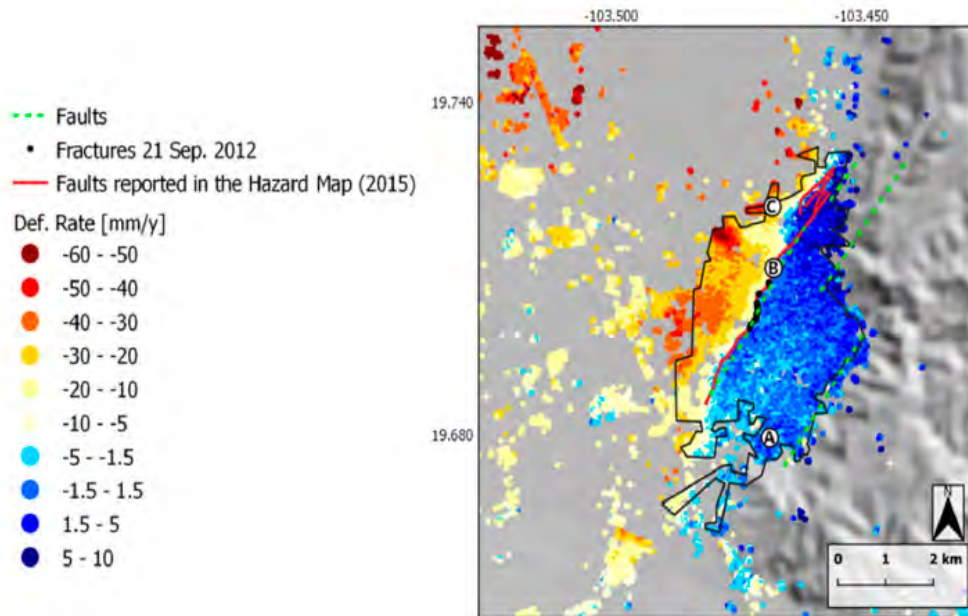 -103.500 -103.450
19.740
Faults
Fractures 21 Sep. 2012
Faults reported in the Hazard Map (2015)
Def. Rate [mm/y]
-60 - -50
-50 - -40
-40 - -30
-30 - -20
-20 - -10
-10 - -5
-5 - -1.5
-1.5 - 1.5
1.5 - 5
5 - 10
C
B
19.680
A
N
0 1 2 km